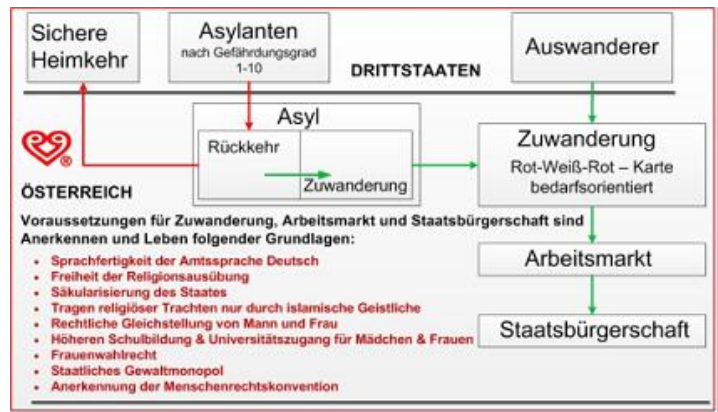 Sichere
Heimkehr
Asylanten
nach Gefährdungsgrad
1-10
Auswanderer
DRITTSTAATEN
Asyl
Rückkehr
Zuwanderung
Zuwanderung
Rot-Weiß-Rot – Karte
bedarfsorientiert
®
ÖSTERREICH
Voraussetzungen für Zuwanderung, Arbeitsmarkt und Staatsbürgerschaft sind
Anerkennen und Leben folgender Grundlagen:
• Sprachfertigkeit der Amtssprache Deutsch
• Freiheit der Religionsausübung
• Säkularisierung des Staates
• Tragen religiöser Trachten nur durch islamische Geistliche
• Rechtliche Gleichstellung von Mann und Frau
• Höheren Schulbildung & Universitätszugang für Mädchen & Frauen
• Frauenwahlrecht
• Staatliches Gewaltmonopol
• Anerkennung der Menschenrechtskonvention
Arbeitsmarkt
Staatsbürgerschaft